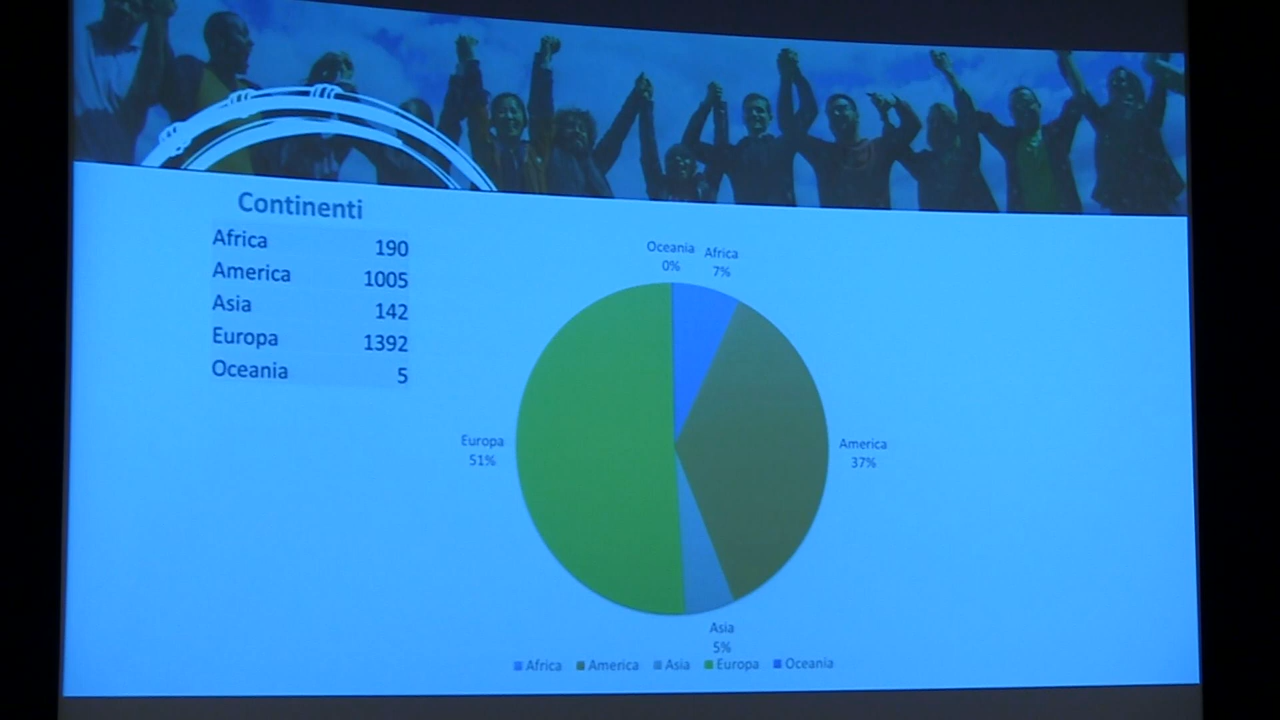 Continenti
Africa 190
America 1005
Asia 142
Europa 1392
Oceania 5
Oceania
0%
Africa
7%
Europa
51%
America
37%
Asia
5%
Africa America Asia Europa Oceania